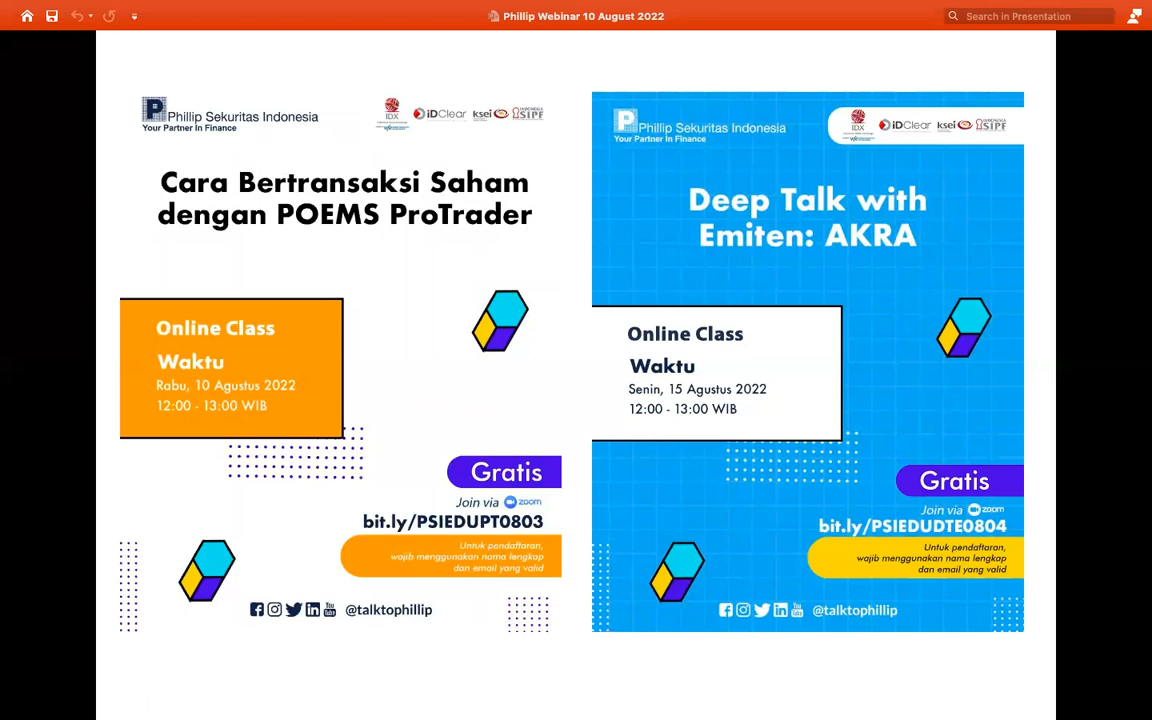 Phillip Webinar 10 August 2022
Search in Presentation
Phillip Sekuritas Indonesia
Your Partner In Finance
IDX
iDClear
ksei
SIPF
Cara Bertransaksi Saham
dengan POEMS ProTrader
Online Class
Waktu
Rabu, 10 Agustus 2022
12:00 - 13:00 WIB
Gratis
Join via zoom
bit.ly/PSIEDUPT0803
Untuk pendaftaran,
wajib menggunakan nama lengkap
dan email yang valid
@talktophillip
Phillip Sekuritas Indonesia
Your Partner In Finance
IDX
iDClear
ksei
SIPF
Deep Talk with
Emiten: AKRA
Online Class
Waktu
Senin, 15 Agustus 2022
12:00 - 13:00 WIB
Gratis
Join via zoom
bit.ly/PSIEDUDTE0804
Untuk pendaftaran,
wajib menggunakan nama lengkap
dan email yang valid
@talktophillip